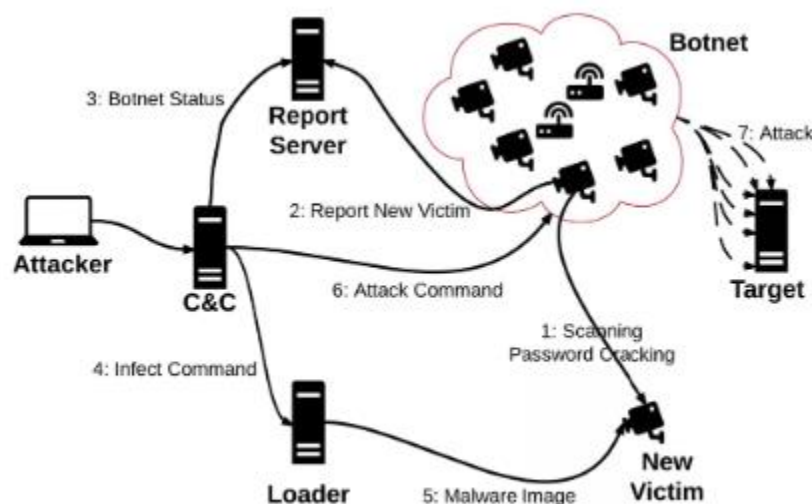 Botnet
3: Botnet Status
Report
Server
7: Attack
2: Report New Victim
Attacker
C&C
6: Attack Command
Target
1: Scanning
Password Cracking
4: Infect Command
Loader
5: Malware Image
New
Victim